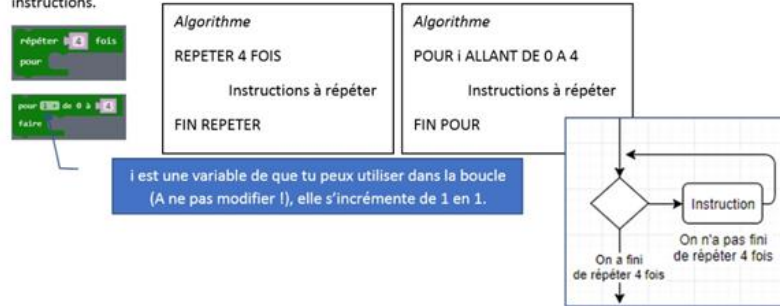 instructions.
répéter 4 fois
pour
pour i de 0 à 4
faire
Algorithme
REPETER 4 FOIS
Instructions à répéter
FIN REPETER
Algorithme
POUR i ALLANT DE 0 A 4
Instructions à répéter
FIN POUR
i est une variable de que tu peux utiliser dans la boucle
(A ne pas modifier !), elle s'incrémente de 1 en 1.
Instruction
On n'a pas fini
de répéter 4 fois
On a fini
de répéter 4 fois